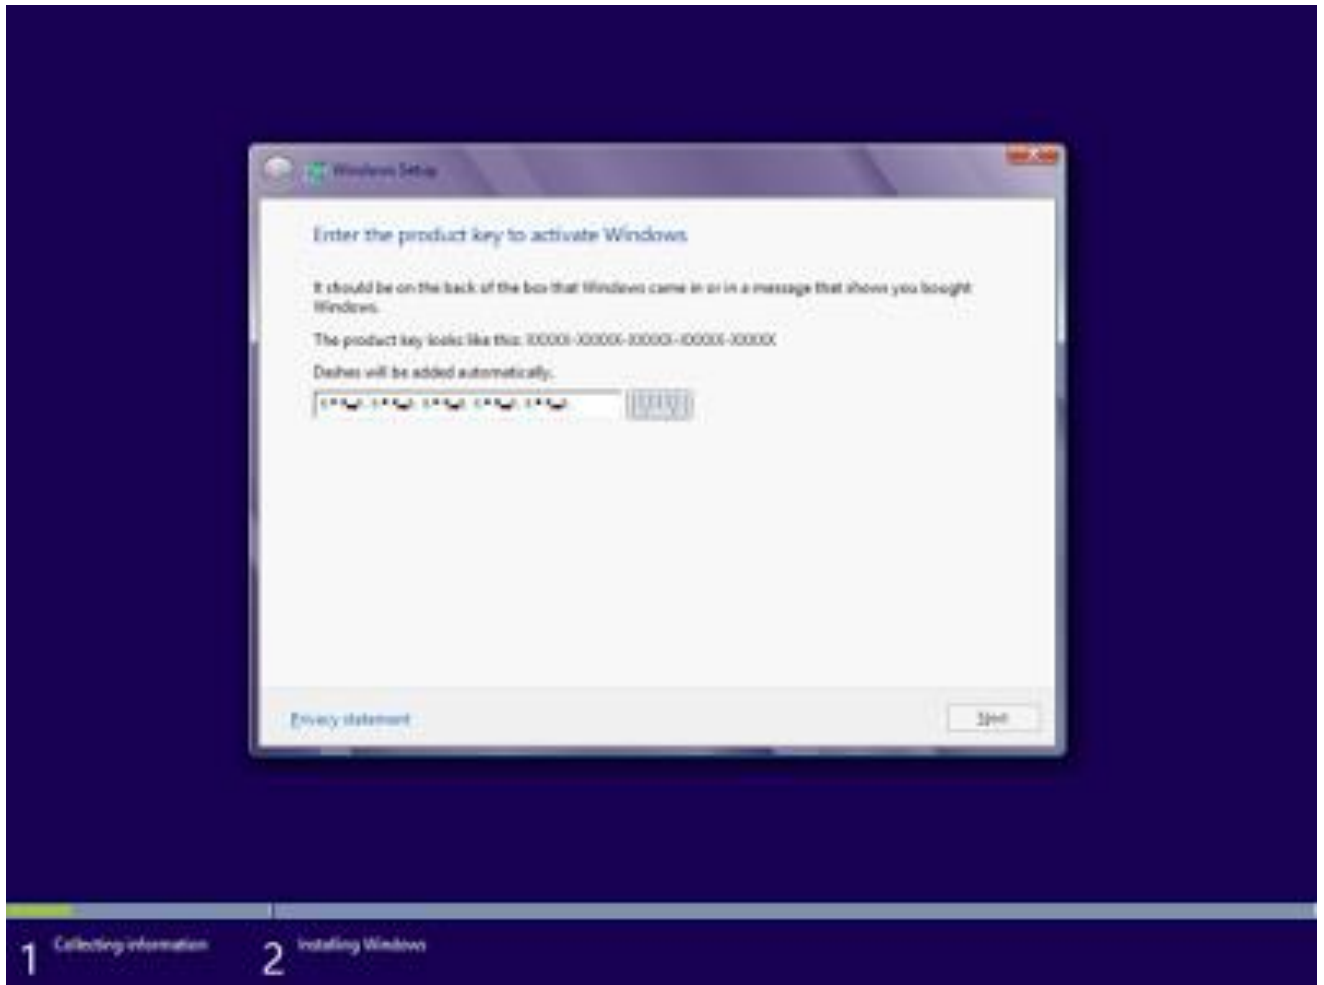 Windows Setup
Enter the product key to activate Windows
It should be on the back of the box that Windows came in or in a message that shows you bought
Windows.
The product key looks like this: XXXXX-XXXXX-XXXXX-XXXXX-XXXXX
Dashes will be added automatically.
Privacy statement
Next
1 Collecting information
2 Installing Windows